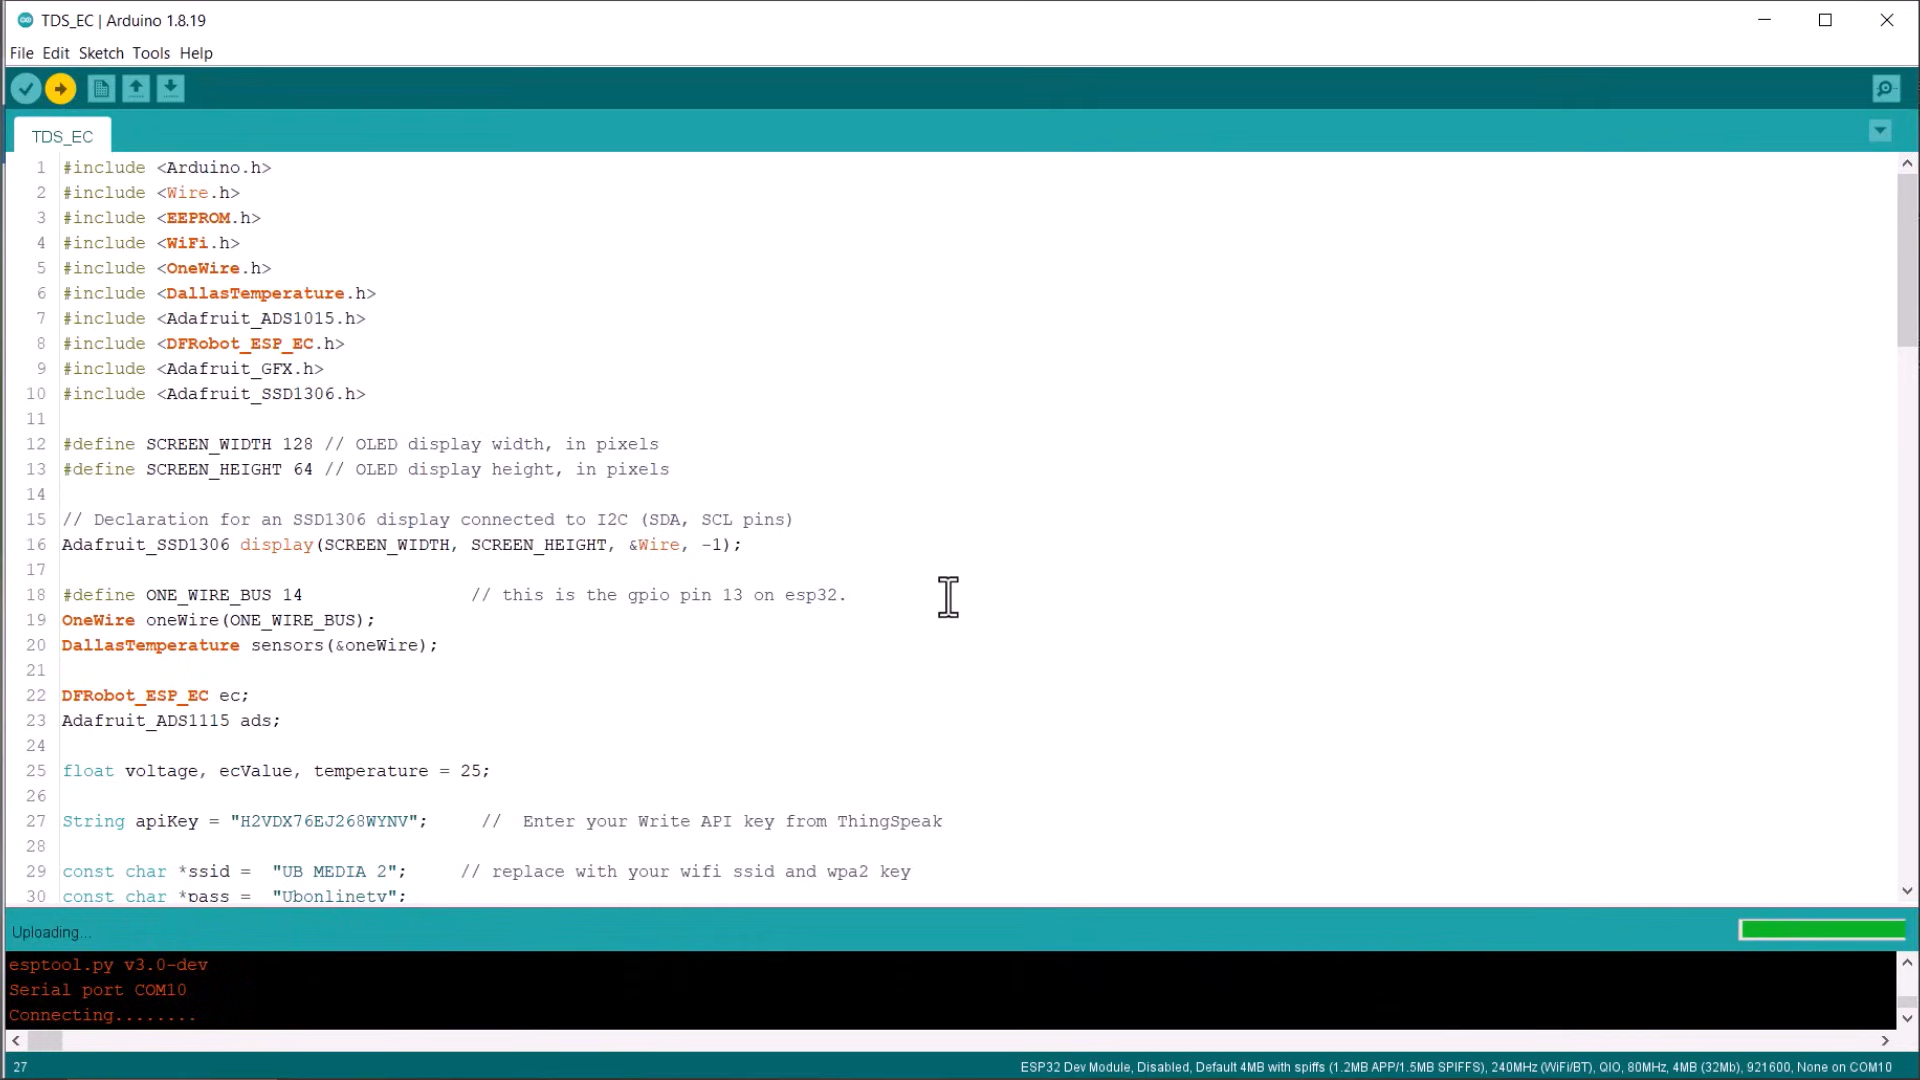 TDS_EC | Arduino 1.8.19
File Edit Sketch Tools Help
TDS_EC
1 #include <Arduino.h>
2 #include <Wire.h>
3 #include <EEPROM.h>
4 #include <WiFi.h>
5 #include <OneWire.h>
6 #include <DallasTemperature.h>
7 #include <Adafruit_ADS1015.h>
8 #include <DFRobot_ESP_EC.h>
9 #include <Adafruit_GFX.h>
10 #include <Adafruit_SSD1306.h>
11
12 #define SCREEN_WIDTH 128 // OLED display width, in pixels
13 #define SCREEN_HEIGHT 64 // OLED display height, in pixels
14
15 // Declaration for an SSD1306 display connected to I2C (SDA, SCL pins)
16 Adafruit_SSD1306 display(SCREEN_WIDTH, SCREEN_HEIGHT, &Wire, -1);
17
18 #define ONE_WIRE_BUS 14 // this is the gpio pin 13 on esp32.
19 OneWire oneWire(ONE_WIRE_BUS);
20 DallasTemperature sensors(&oneWire);
21
22 DFRobot_ESP_EC ec;
23 Adafruit_ADS1115 ads;
24
25 float voltage, ecValue, temperature = 25;
26
27 String apiKey = "H2VDX76EJ268WYNV"; // Enter your Write API key from ThingSpeak
28
29 const char *ssid = "UB MEDIA 2"; // replace with your wifi ssid and wpa2 key
30 const char *pass = "Ubonlinetv";
Uploading...
esptool.py v3.0-dev
Serial port COM10
Connecting........
27 ESP32 Dev Module, Disabled, Default 4MB with spiffs (1.2MB APP/1.5MB SPIFFS), 240MHz (WiFi/BT), QIO, 80MHz, 4MB (32Mb), 921600, None on COM10